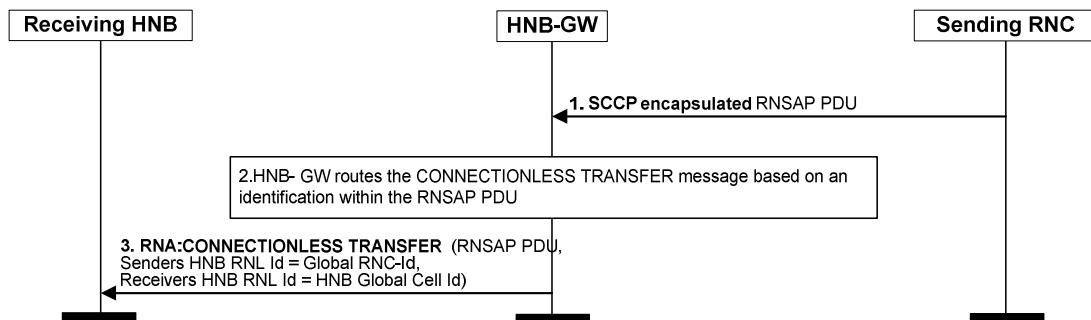 Receiving HNB
HNB-GW
Sending RNC
1. SCCP encapsulated RNSAP PDU
2.HNB- GW routes the CONNECTIONLESS TRANSFER message based on an
identification within the RNSAP PDU
3. RNA:CONNECTIONLESS TRANSFER (RNSAP PDU,
Senders HNB RNL Id = Global RNC-Id,
Receivers HNB RNL Id = HNB Global Cell Id)